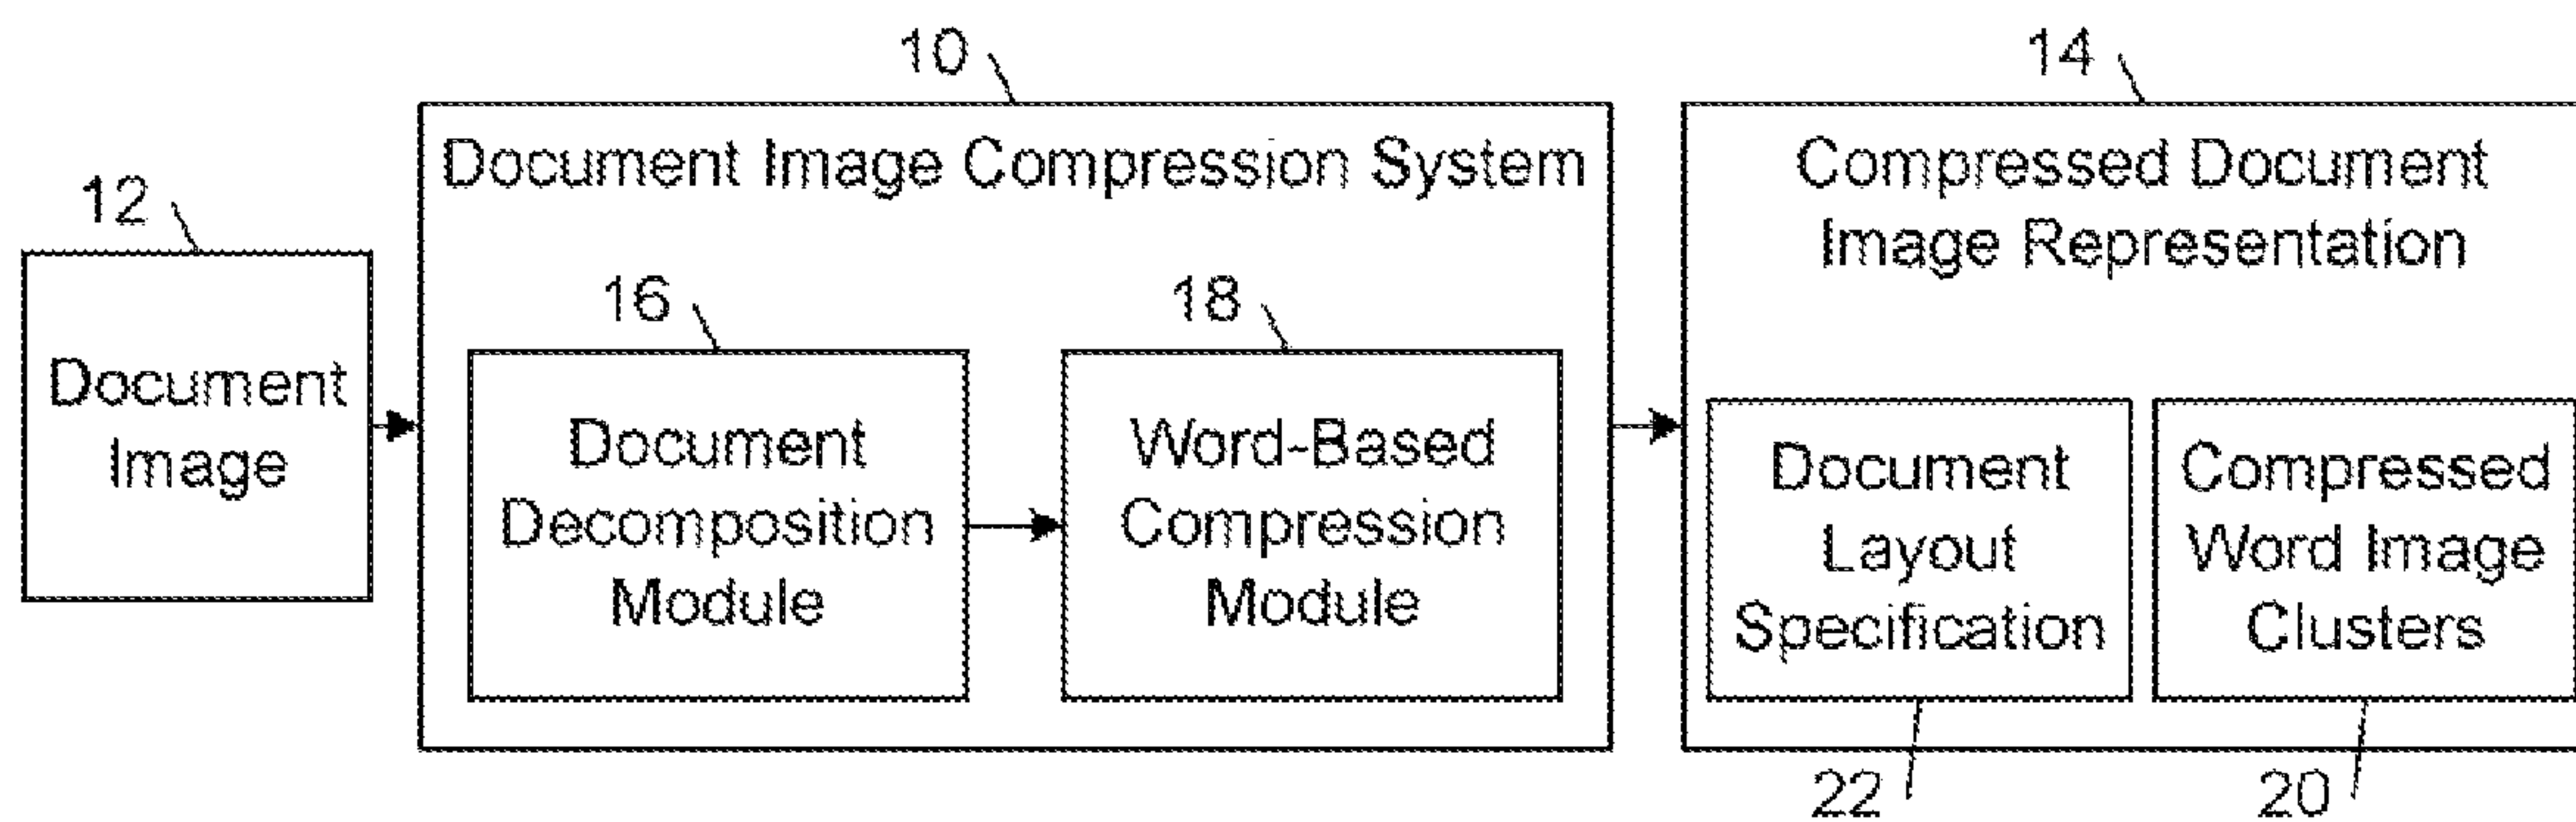 10
14
Document Image Compression System
Compressed Document
Image Representation
12
16
18
Document
Image
Document
Decomposition
Module
Word-Based
Compression
Module
Document
Layout
Specification
Compressed
Word Image
Clusters
22
20